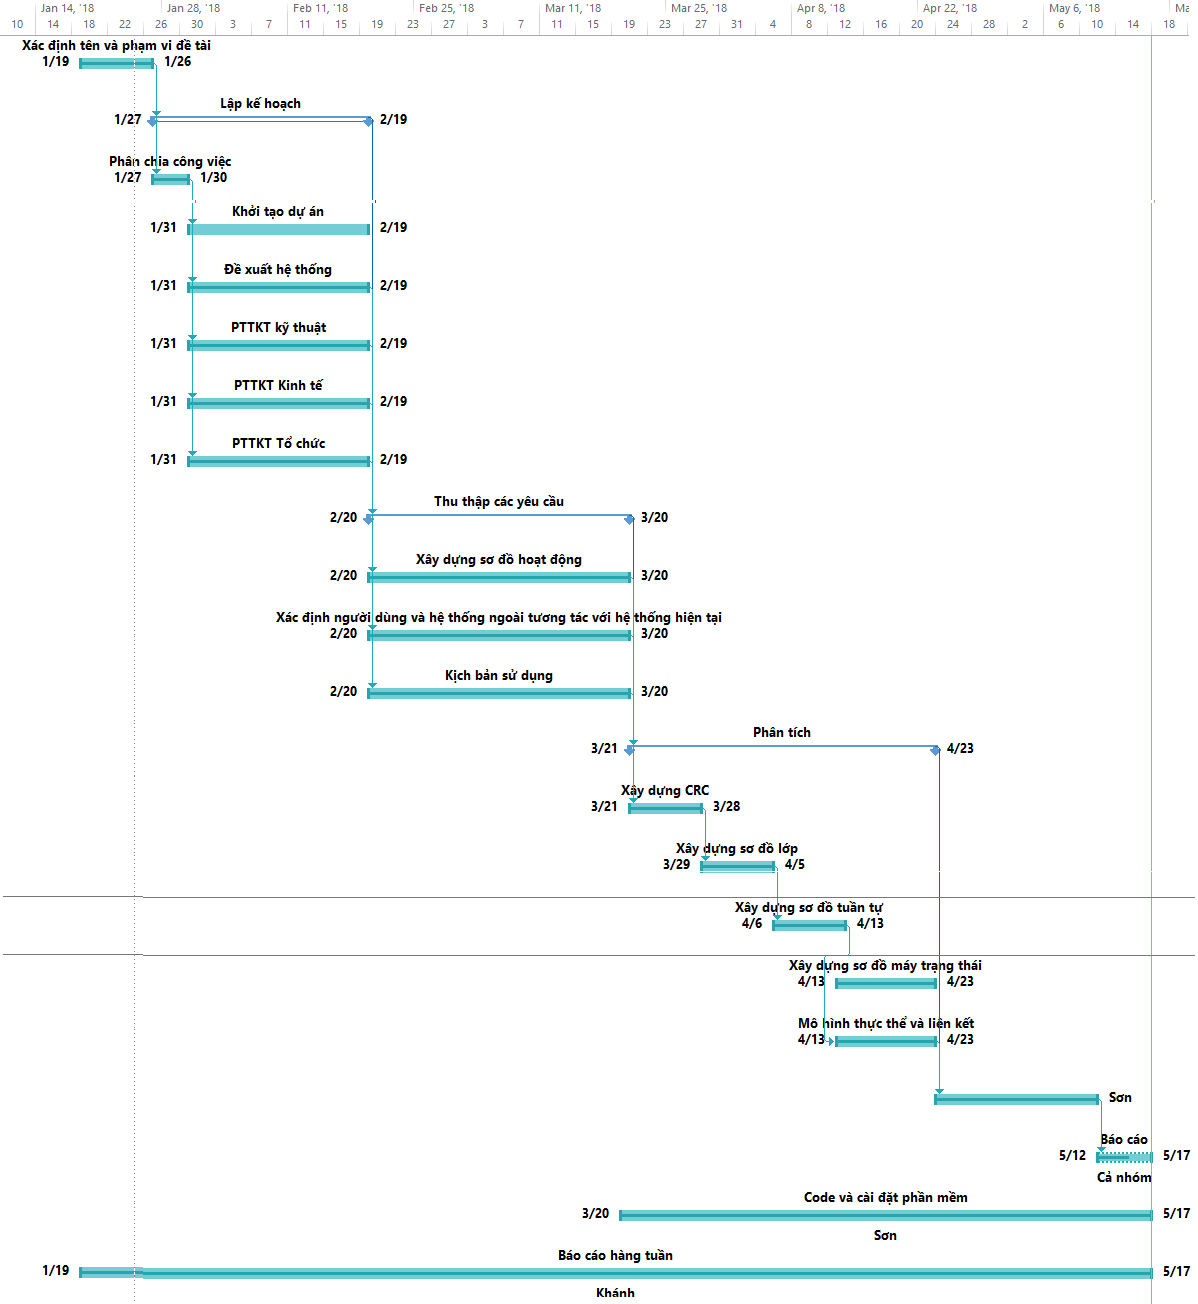 Jan 14, '18 Jan 28, '18 Feb 11, '18 Feb 25, '18 Mar 11, '18 Mar 25, '18 Apr 8, '18 Apr 22, '18 May 6, '18 Ma
10 14 18 22 26 30 3 7 11 15 19 23 27 3 7 11 15 19 23 27 31 4 8 12 16 20 24 28 2 6 10 14 18
Xác định tên và phạm vi đề tài
1/19 1/26
Lập kế hoạch
1/27 2/19
Phân chia công việc
1/27 1/30
Khởi tạo dự án
1/31 2/19
Đề xuất hệ thống
1/31 2/19
PTTKT kỹ thuật
1/31 2/19
PTTKT Kinh tế
1/31 2/19
PTTKT Tổ chức
1/31 2/19
Thu thập các yêu cầu
2/20 3/20
Xây dựng sơ đồ hoạt động
2/20 3/20
Xác định người dùng và hệ thống ngoài tương tác với hệ thống hiện tại
2/20 3/20
Kịch bản sử dụng
2/20 3/20
Phân tích
3/21 4/23
Xây dựng CRC
3/21 3/28
Xây dựng sơ đồ lớp
3/29 4/5
Xây dựng sơ đồ tuần tự
4/6 4/13
Xây dựng sơ đồ máy trạng thái
4/13 4/23
Mô hình thực thể và liên kết
4/13 4/23
Sơn
Báo cáo
5/12 5/17
Cả nhóm
Code và cài đặt phần mềm
3/20 5/17
Sơn
Báo cáo hàng tuần
1/19 5/17
Khánh